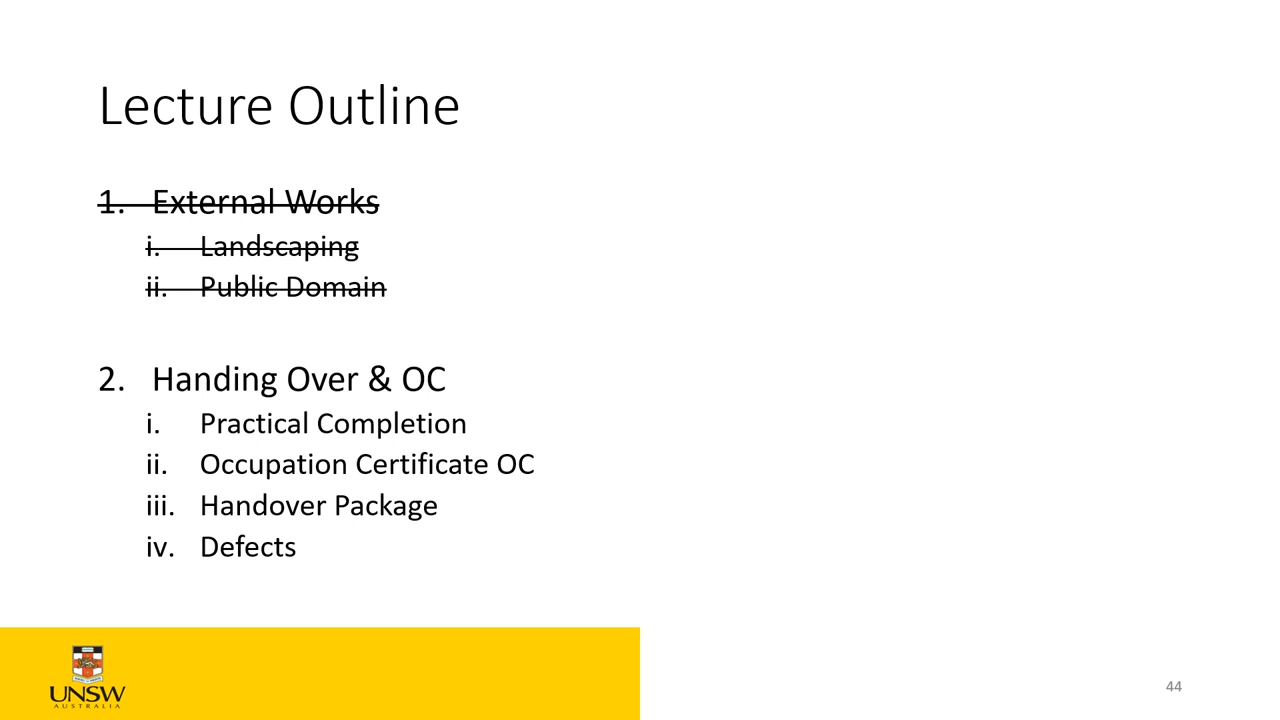 Lecture Outline
1. External Works
i. Landscaping
ii. Public Domain
2. Handing Over & OC
i. Practical Completion
ii. Occupation Certificate OC
iii. Handover Package
iv. Defects
UNSW
AUSTRALIA
44